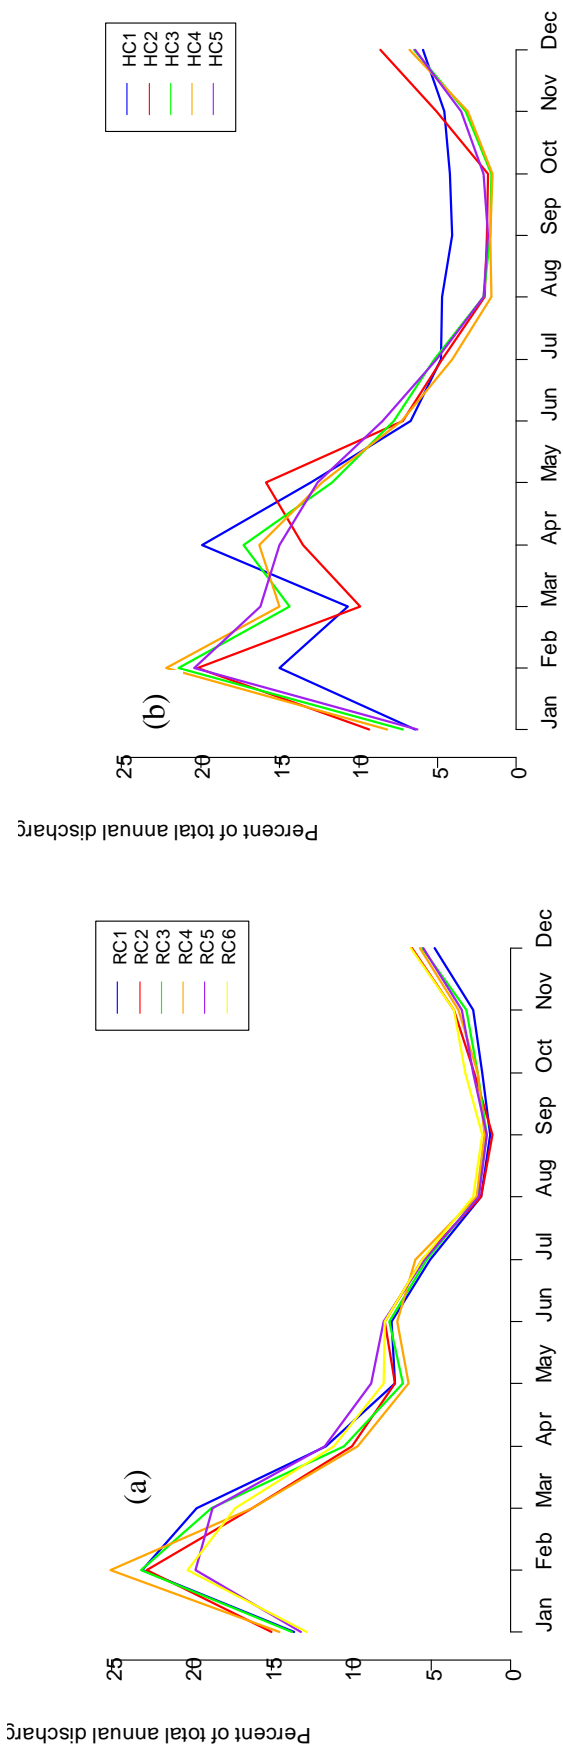 (a)
RC1
RC2
RC3
RC4
RC5
RC6
Percent of total annual discharg
0
5
10
15
20
25
Jan
Feb
Mar
Apr
May
Jun
Jul
Aug
Sep
Oct
Nov
Dec
(b)
HC1
HC2
HC3
HC4
HC5
Percent of total annual discharg
0
5
10
15
20
25
Jan
Feb
Mar
Apr
May
Jun
Jul
Aug
Sep
Oct
Nov
Dec